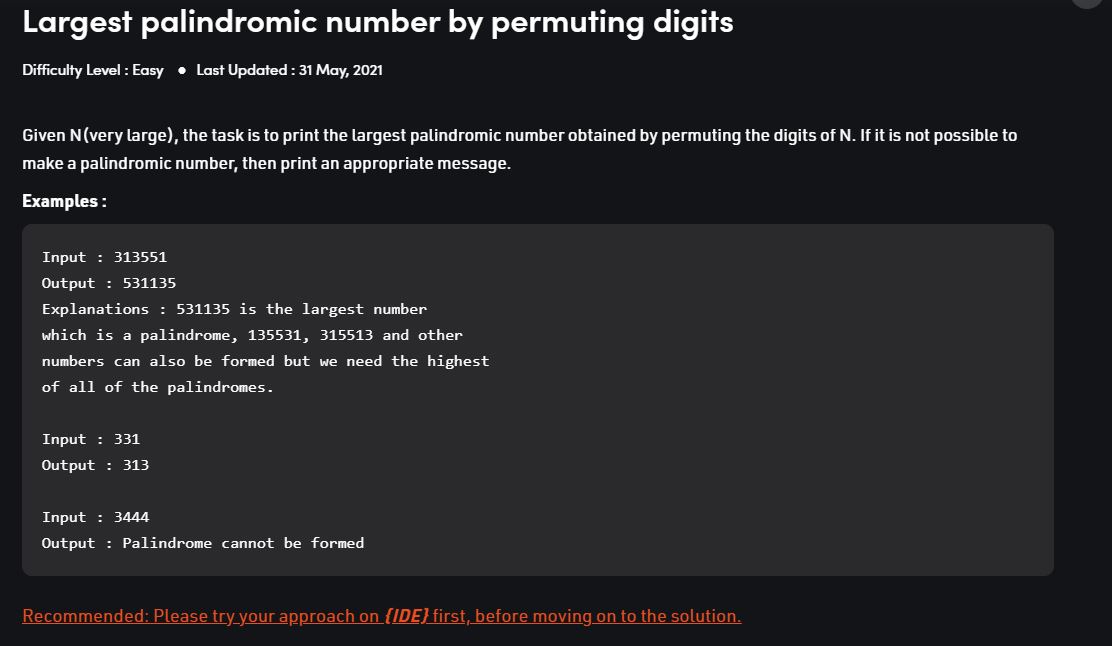 Largest palindromic number by permuting digits
Difficulty Level : Easy ● Last Updated : 31 May, 2021
Given N(very large), the task is to print the largest palindromic number obtained by permuting the digits of N. If it is not possible to
make a palindromic number, then print an appropriate message.
Examples :
Input : 313551
Output : 531135
Explanations : 531135 is the largest number
which is a palindrome, 135531, 315513 and other
numbers can also be formed but we need the highest
of all of the palindromes.
Input : 331
Output : 313
Input : 3444
Output : Palindrome cannot be formed
Recommended: Please try your approach on {IDE} first, before moving on to the solution.